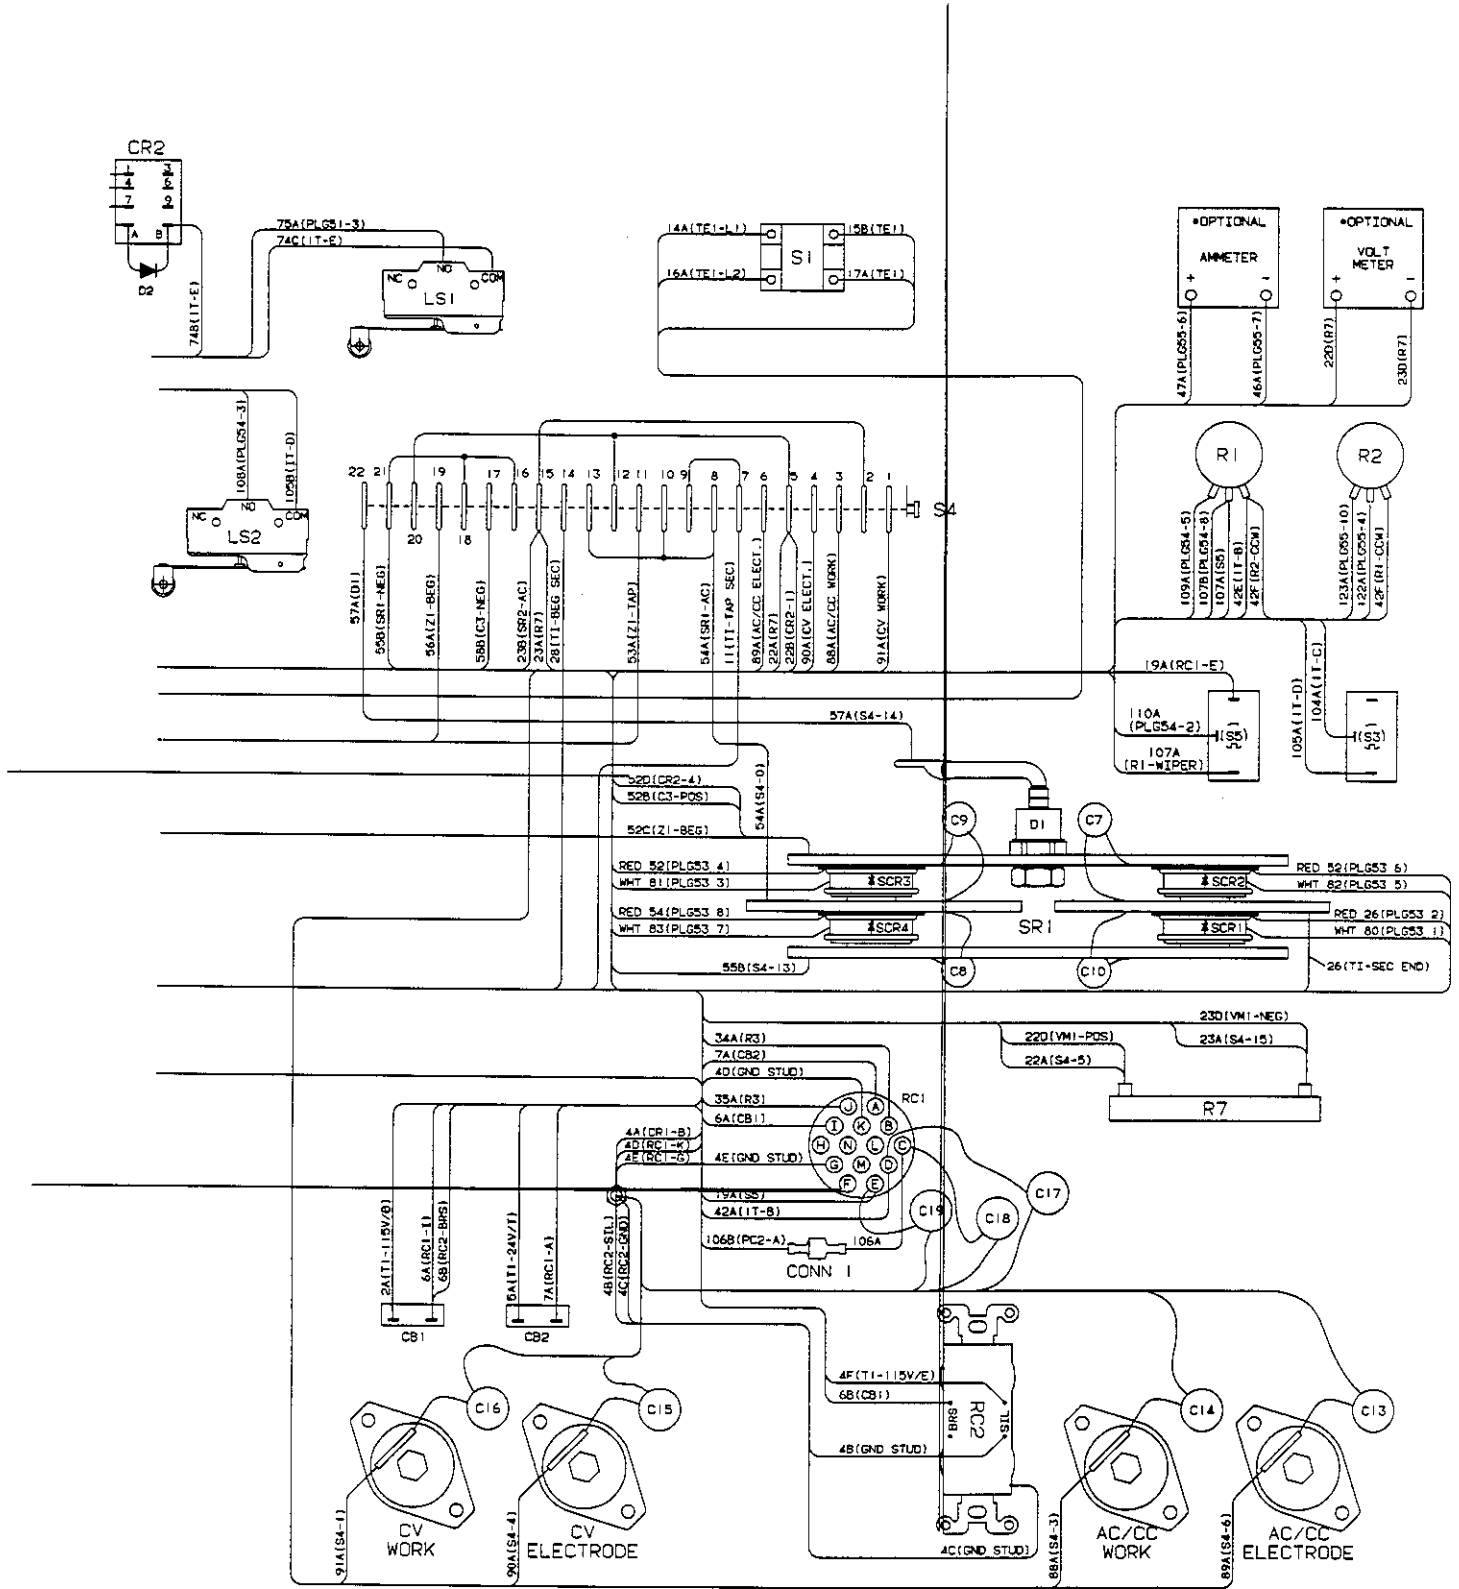 CR2
1 3
4 6
7 9
A B
D2
74B(IT-E)
75A(PLG51-3)
74C(IT-E)
NC
NO
COM
LS1
14A(TE1-L1)
15B(TE1)
S1
16A(TE1-L2)
17A(TE1)
*OPTIONAL
AMMETER
+ -
*OPTIONAL
VOLT
METER
+ -
47A(PLG55-6)
46A(PLG55-7)
22D(R7)
23D(R7)
108A(PLG54-3)
105B(IT-D)
NC
NO
COM
LS2
22 21 19 17 16 15 14 13 12 11 10 9 8 7 6 5 4 3 2 1
20 18
S4
R1
R2
109A(PLG54-5)
107B(PLG54-8)
107A(S5)
42E(IT-B)
42F(R2-CCW)
123A(PLG55-10)
122A(PLG55-4)
42F(R1-CCW)
57A(D1)
55B(SR1-NEG)
56A(Z1-BEG)
58B(C3-NEG)
23B(SR2-AC)
23A(R7)
28(T1-BEG SEC)
53A(Z1-TAP)
54A(SR1-AC)
11(T1-TAP SEC)
89A(AC/CC ELECT.)
22A(R7)
22B(CR2-1)
90A(CV ELECT.)
88A(AC/CC WORK)
91A(CV WORK)
19A(RC1-E)
110A
(PLG54-2)
(S5)
107A
(R1-WIPER)
105A(IT-D)
104A(IT-C)
(S3)
57A(S4-14)
52D(CR2-4)
52B(C3-POS)
54A(S4-0)
52C(Z1-BEG)
C9
D1
C7
RED 52(PLG53 4)
WHT 81(PLG53 3)
SCR3
SCR2
RED 52(PLG53 6)
WHT 82(PLG53 5)
RED 54(PLG53 8)
WHT 83(PLG53 7)
SCR4
SR1
SCR1
RED 26(PLG53 2)
WHT 80(PLG53 1)
55B(S4-13)
C8
C10
26(T1-SEC END)
23D(VM1-NEG)
22D(VM1-POS)
23A(S4-15)
22A(S4-5)
R7
34A(R3)
7A(CB2)
4D(GND STUD)
35A(R3)
6A(CB1)
RC1
J A
I K B
H N L C
G M D
F E
4A(CR1-B)
4D(RC1-K)
4E(RC1-G)
4E(GND STUD)
19A(S5)
42A(IT-B)
106B(PC2-A)
106A
CONN 1
C17
C19
C18
2A(T1-115V/B)
6A(RC1-I)
6B(RC2-BRS)
5A(T1-24V/T)
7A(RC1-A)
4B(RC2-SIL)
4C(RC2-GND)
CB1
CB2
4F(T1-115V/E)
6B(CB1)
BRS
RC2
SIL
4B(GND STUD)
4C(GND STUD)
C16
C15
C14
C13
91A(S4-1)
CV
WORK
90A(S4-4)
CV
ELECTRODE
88A(S4-3)
AC/CC
WORK
89A(S4-6)
AC/CC
ELECTRODE